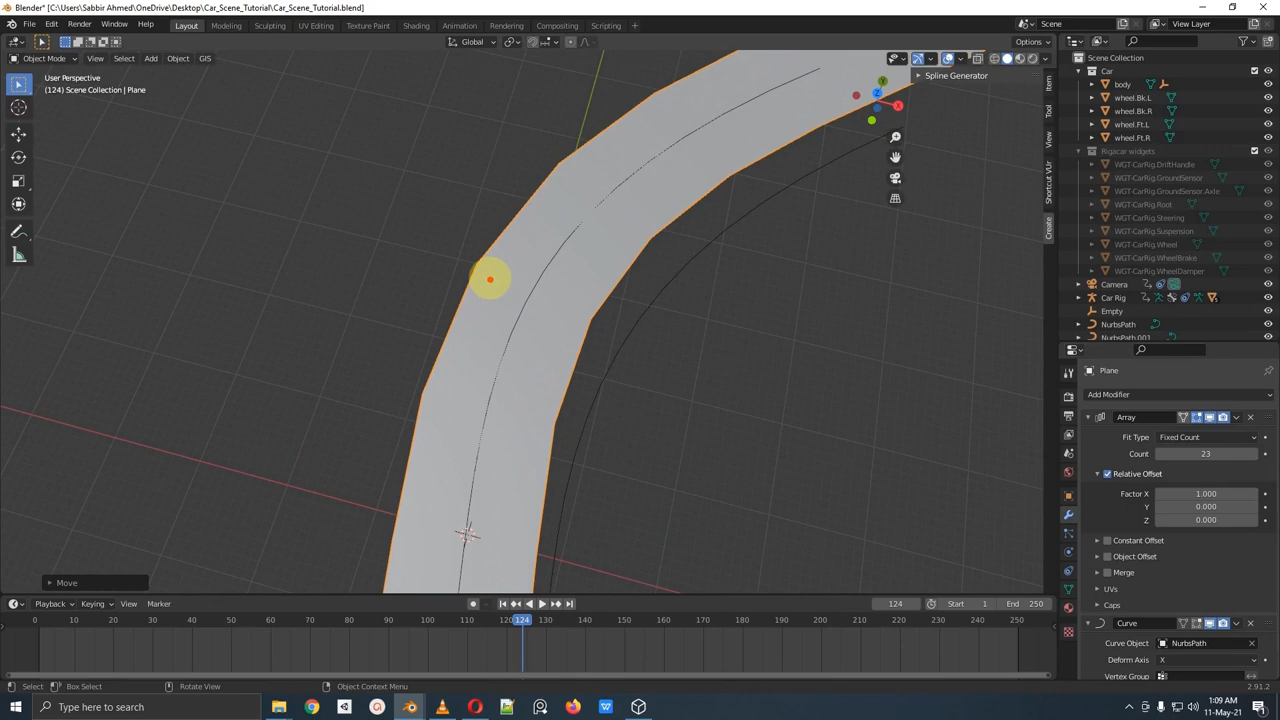 Blender* [C:\Users\Sabbir Ahmed\OneDrive\Desktop\Car_Scene_Tutorial\Car_Scene_Tutorial.blend]
File Edit Render Window Help Layout Modeling Sculpting UV Editing Texture Paint Shading Animation Rendering Compositing Scripting + Scene View Layer
Global Options
Object Mode View Select Add Object GIS
User Perspective
(124) Scene Collection | Plane
Spline Generator
Y
Z
X
Item
Tool
View
Shortcut VUr
Create
Scene Collection
Car
body
wheel.Bk.L
wheel.Bk.R
wheel.Ft.L
wheel.Ft.R
Rigacar widgets
WGT-CarRig.DriftHandle
WGT-CarRig.GroundSensor
WGT-CarRig.GroundSensor.Axle
WGT-CarRig.Root
WGT-CarRig.Steering
WGT-CarRig.Suspension
WGT-CarRig.Wheel
WGT-CarRig.WheelBrake
WGT-CarRig.WheelDamper
Camera
Car Rig
Empty
NurbsPath
NurbsPath.001
Plane
Add Modifier
Array
Fit Type Fixed Count
Count 23
Relative Offset
Factor X 1.000
Y 0.000
Z 0.000
Constant Offset
Object Offset
Merge
UVs
Caps
Curve
Curve Object NurbsPath
Deform Axis X
Vertex Group
Move
Playback Keying View Marker 124 Start 1 End 250
0 10 20 30 40 50 60 70 80 90 100 110 120 124 130 140 150 160 170 180 190 200 210 220 230 240 250
Select Box Select Rotate View Object Context Menu 2.91.2
Type here to search
1:09 AM
11-May-21